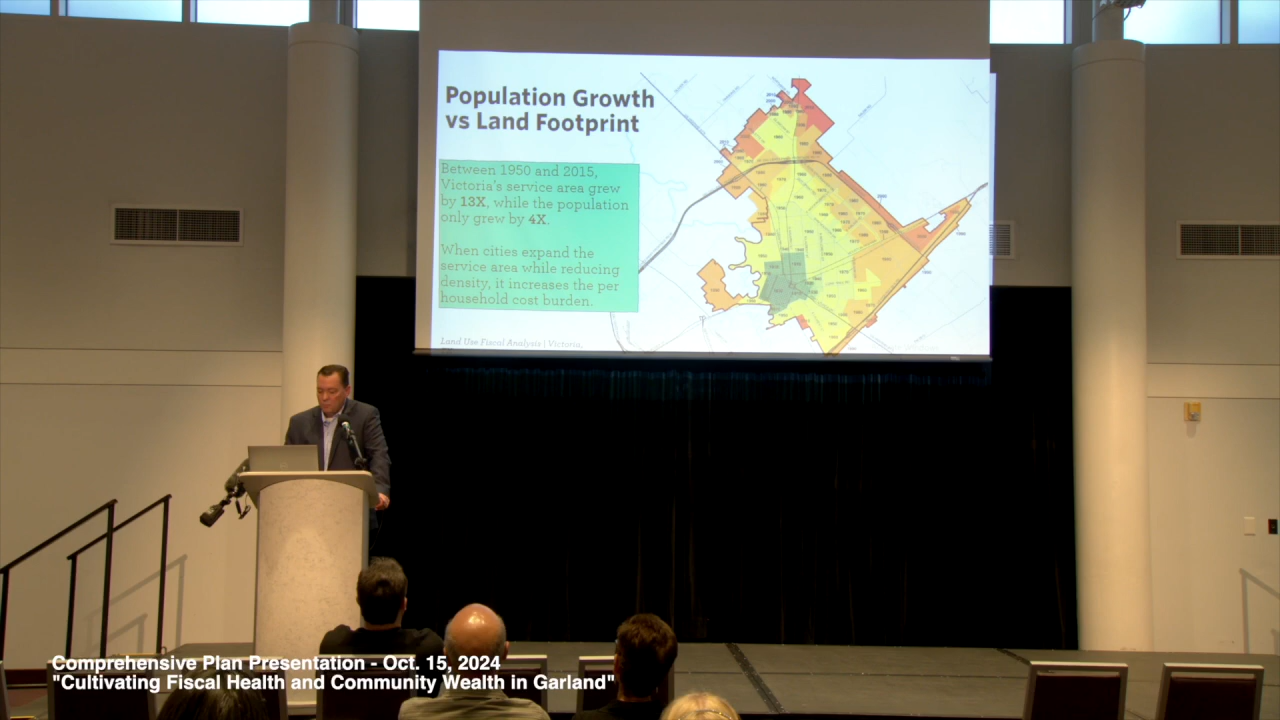 Population Growth
vs Land Footprint
Between 1950 and 2015,
Victoria's service area grew
by 13X, while the population
only grew by 4X.
When cities expand the
service area while reducing
density, it increases the per
household cost burden.
Land Use Fiscal Analysis | Victoria,
Comprehensive Plan Presentation - Oct. 15, 2024
"Cultivating Fiscal Health and Community Wealth in Garland"